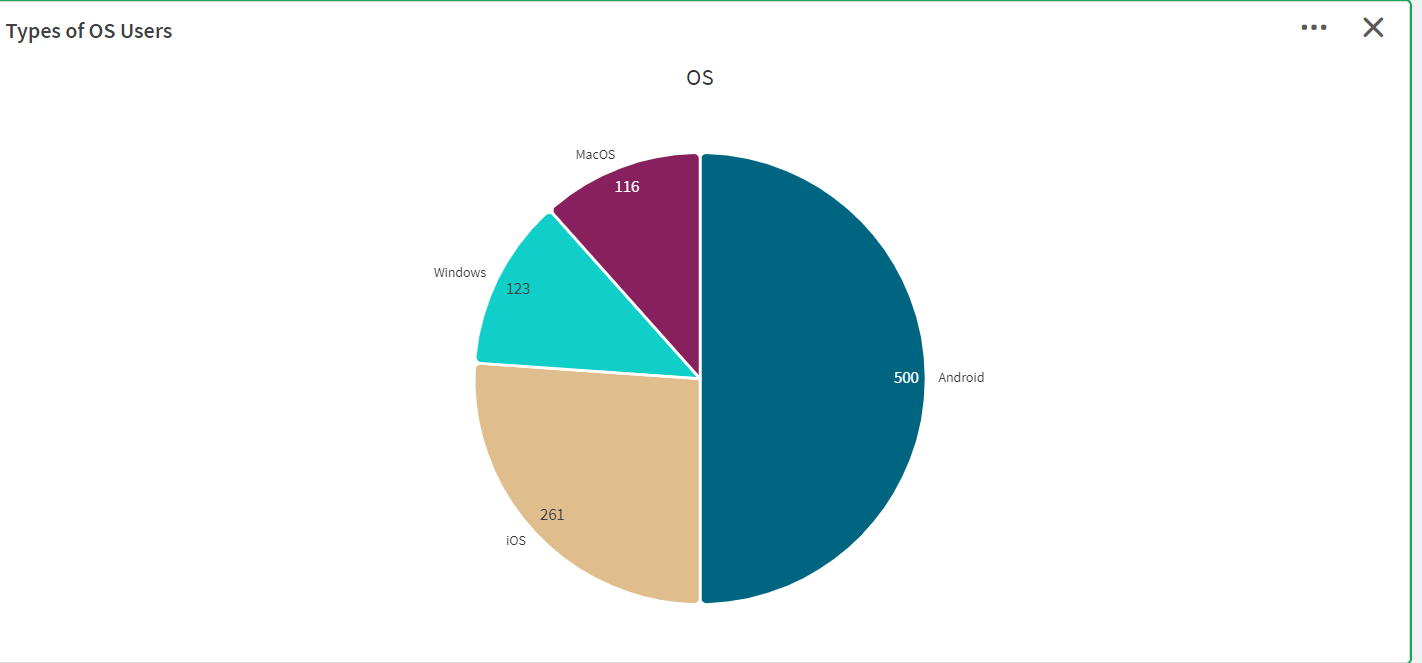 Types of OS Users
OS
MacOS
116
Windows
123
500 Android
261
iOS